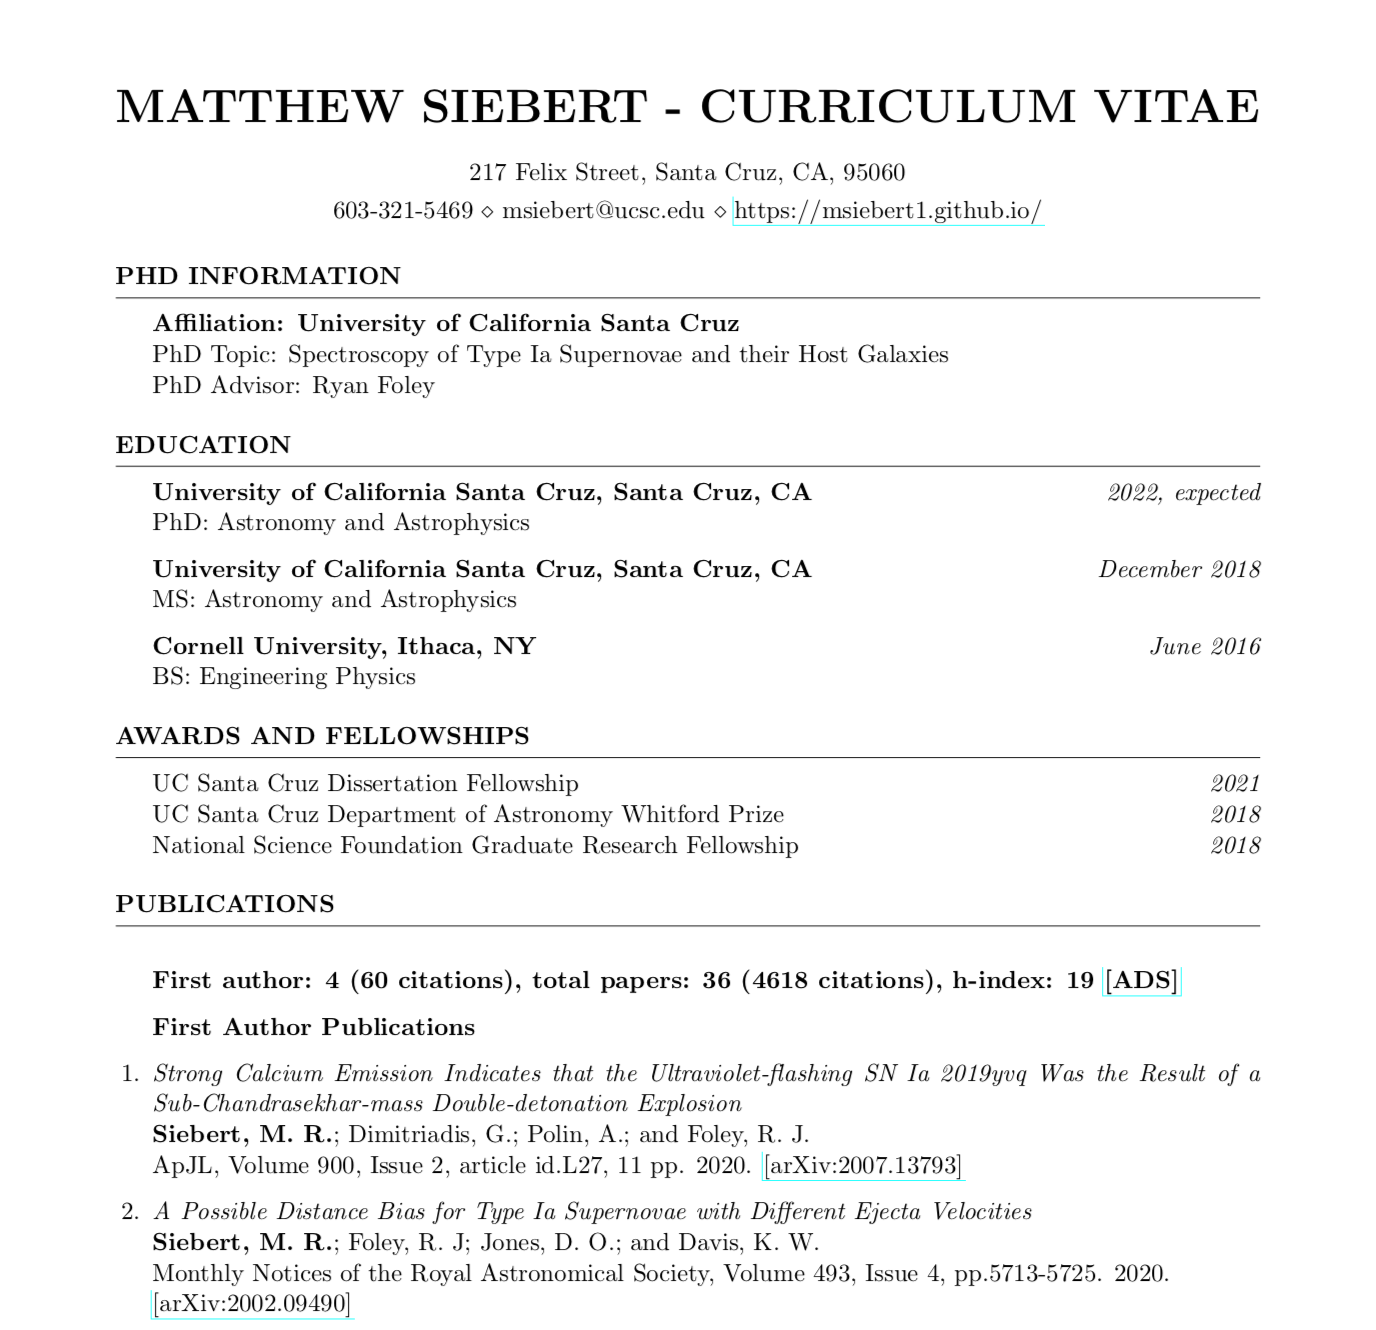 MATTHEW SIEBERT - CURRICULUM VITAE
217 Felix Street, Santa Cruz, CA, 95060
603-321-5469 ⋄ msiebert@ucsc.edu ⋄ https://msiebert1.github.io/
PHD INFORMATION
Affiliation: University of California Santa Cruz
PhD Topic: Spectroscopy of Type Ia Supernovae and their Host Galaxies
PhD Advisor: Ryan Foley
EDUCATION
University of California Santa Cruz, Santa Cruz, CA 2022, expected
PhD: Astronomy and Astrophysics
University of California Santa Cruz, Santa Cruz, CA December 2018
MS: Astronomy and Astrophysics
Cornell University, Ithaca, NY June 2016
BS: Engineering Physics
AWARDS AND FELLOWSHIPS
UC Santa Cruz Dissertation Fellowship 2021
UC Santa Cruz Department of Astronomy Whitford Prize 2018
National Science Foundation Graduate Research Fellowship 2018
PUBLICATIONS
First author: 4 (60 citations), total papers: 36 (4618 citations), h-index: 19 [ADS]
First Author Publications
1. Strong Calcium Emission Indicates that the Ultraviolet-flashing SN Ia 2019yvq Was the Result of a
Sub-Chandrasekhar-mass Double-detonation Explosion
Siebert, M. R.; Dimitriadis, G.; Polin, A.; and Foley, R. J.
ApJL, Volume 900, Issue 2, article id.L27, 11 pp. 2020. [arXiv:2007.13793]
2. A Possible Distance Bias for Type Ia Supernovae with Different Ejecta Velocities
Siebert, M. R.; Foley, R. J; Jones, D. O.; and Davis, K. W.
Monthly Notices of the Royal Astronomical Society, Volume 493, Issue 4, pp.5713-5725. 2020.
[arXiv:2002.09490]